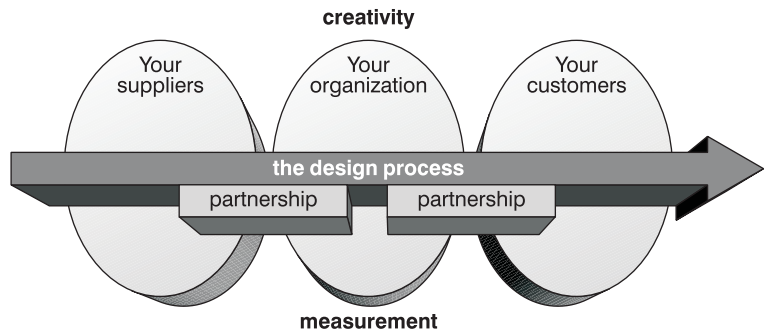 creativity
Your
suppliers
Your
organization
Your
customers
the design process
partnership
partnership
measurement